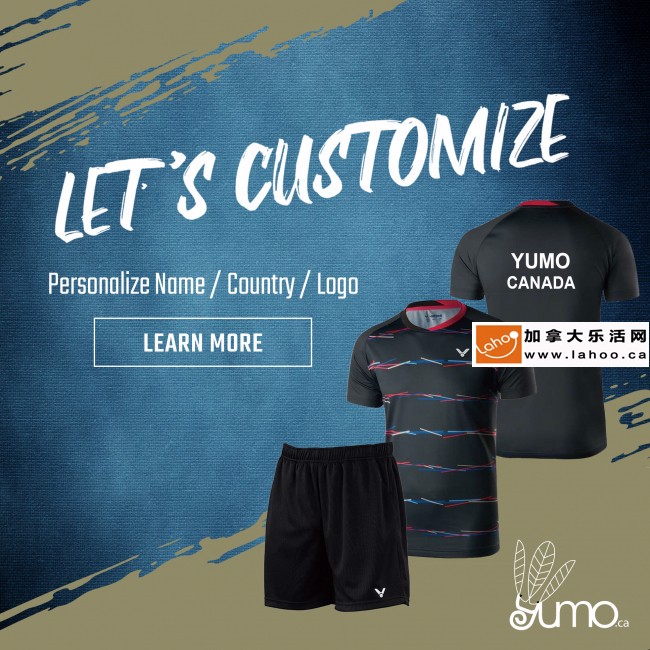 LET'S CUSTOMIZE
Personalize Name / Country / Logo
LEARN MORE
YUMO
CANADA
Lahoo
加拿大乐活网
www.lahoo.ca
yumo.ca